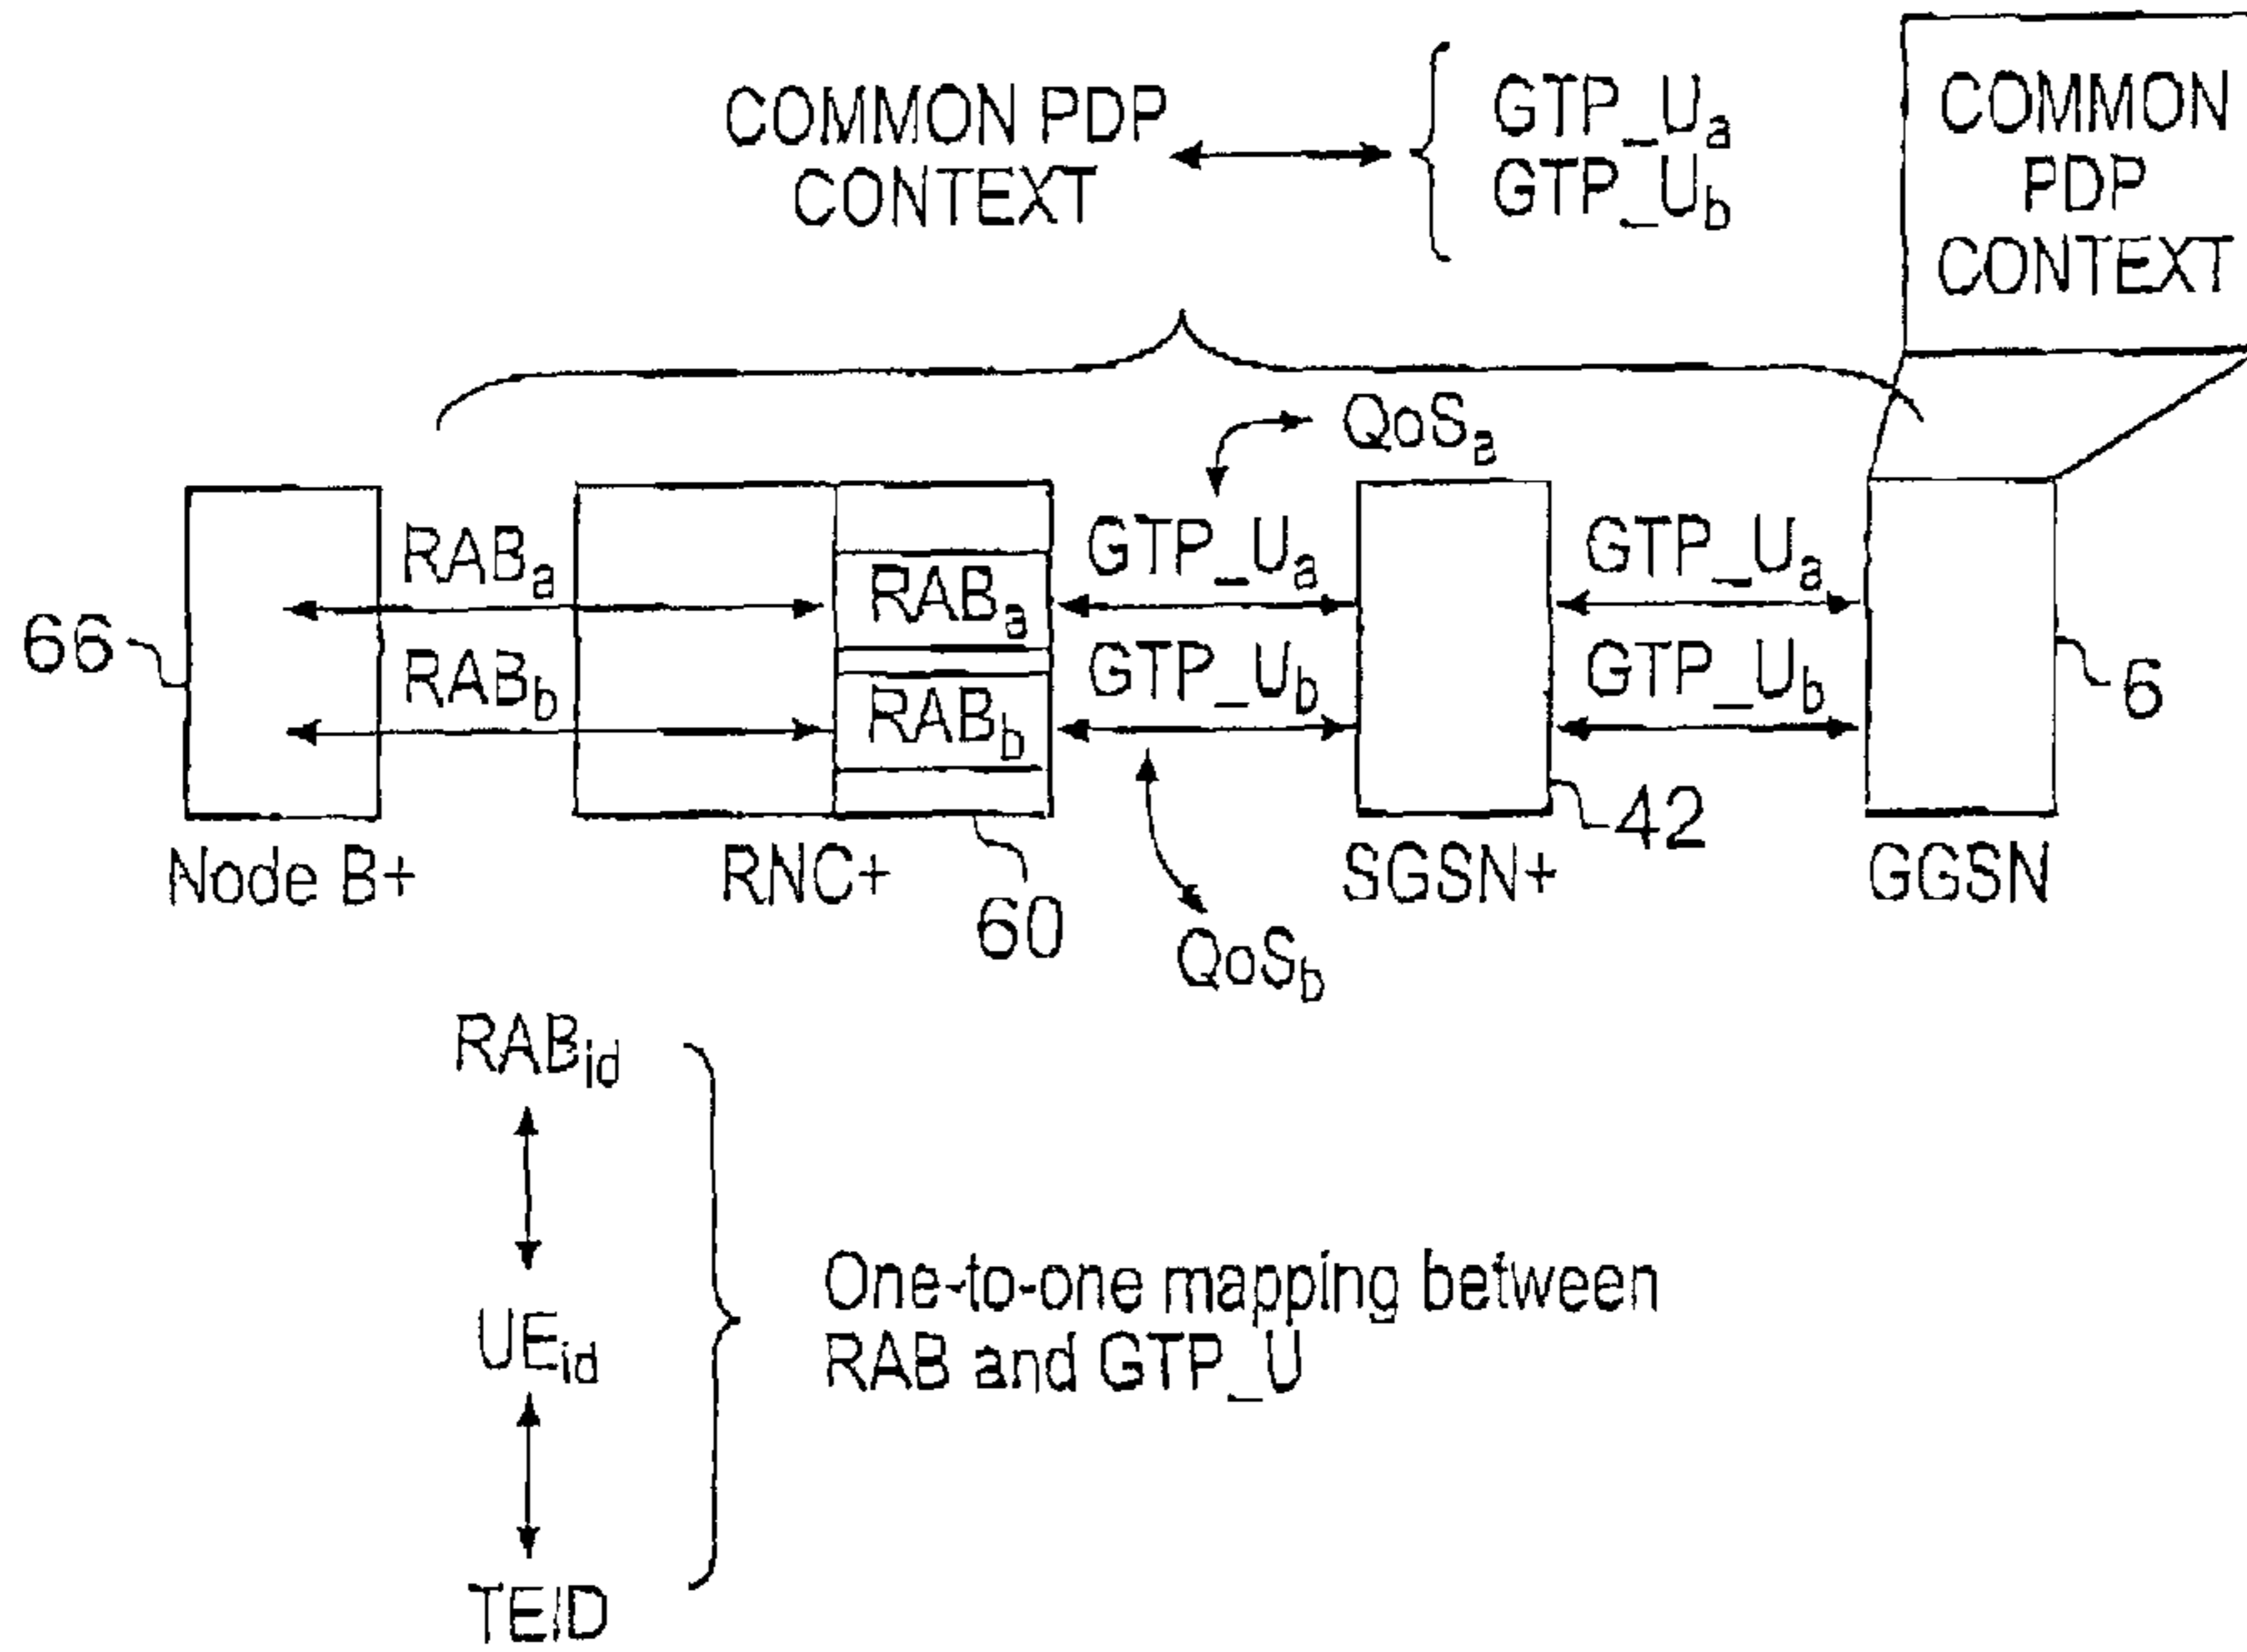 COMMON PDP
CONTEXT
GTP_Ua
GTP_Ub
COMMON
PDP
CONTEXT
QoSa
RABa
RABb
RABa
RABb
GTP_Ua
GTP_Ub
GTP_Ua
GTP_Ub
66
6
42
60
Node B+
RNC+
SGSN+
GGSN
QoSb
RABid
UEid
TEID
One-to-one mapping between
RAB and GTP_U